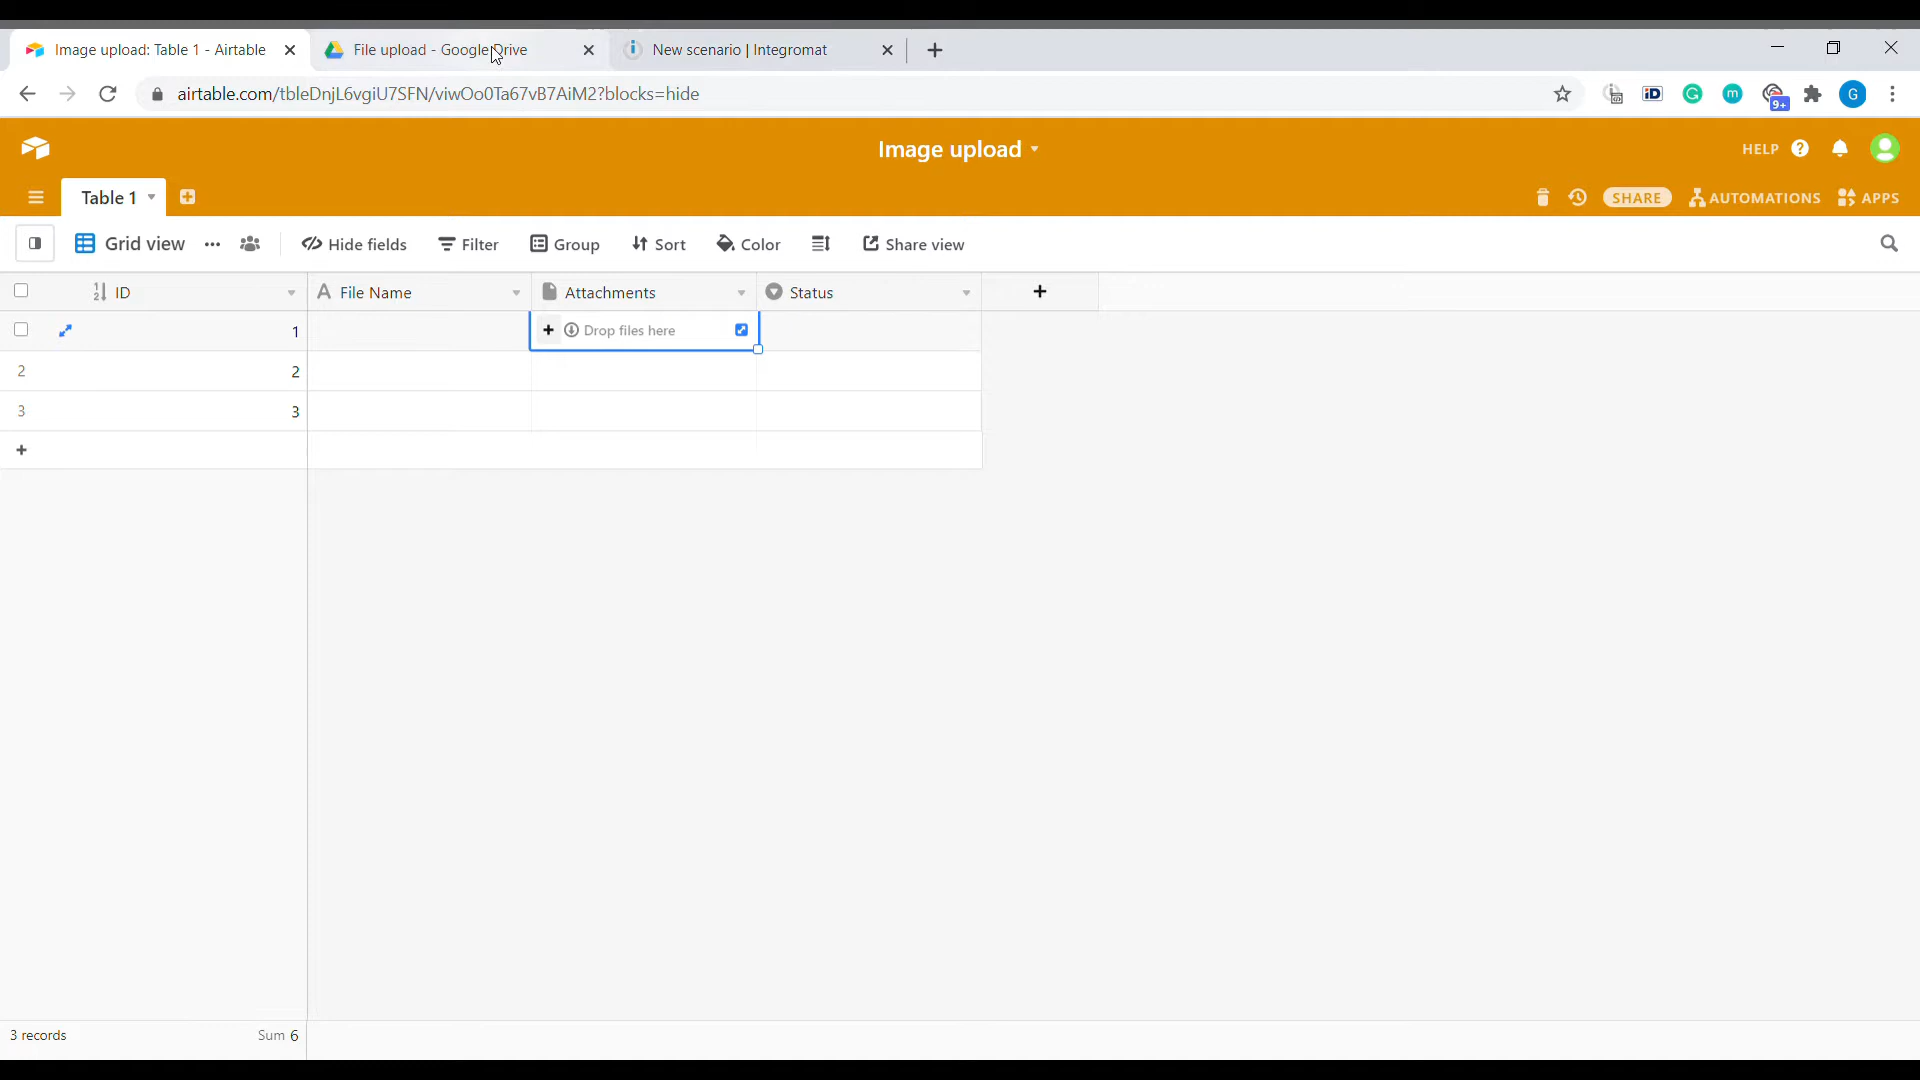 Image upload: Table 1 - Airtable
File upload - Google Drive
New scenario | Integromat
airtable.com/tbleDnjL6vgiU7SFN/viwOo0Ta67vB7AiM2?blocks=hide
9+
G
Image upload
HELP
Table 1
SHARE
AUTOMATIONS
APPS
Grid view
Hide fields
Filter
Group
Sort
Color
Share view
ID
File Name
Attachments
Status
1
Drop files here
2 2
3 3
3 records
Sum 6